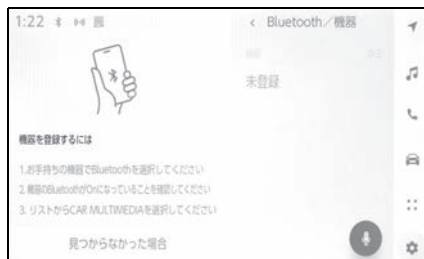 1:22
Bluetooth／機器
未登録
機器を登録するには
1.お手持ちの機器でBluetoothを選択してください
2.機器のBluetoothがOnになっていることを確認してください
3. リストからCAR MULTIMEDIAを選択してください
見つからなかった場合